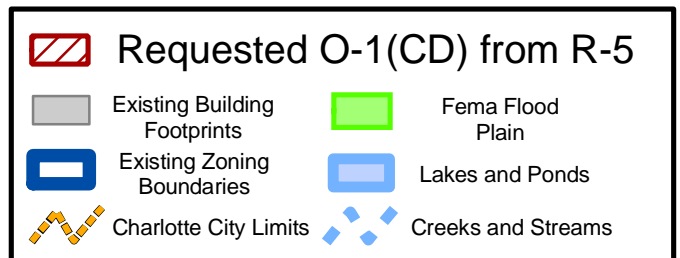 Requested O-1(CD) from R-5
Existing Building
Footprints
Fema Flood
Plain
Existing Zoning
Boundaries
Lakes and Ponds
Charlotte City Limits
Creeks and Streams